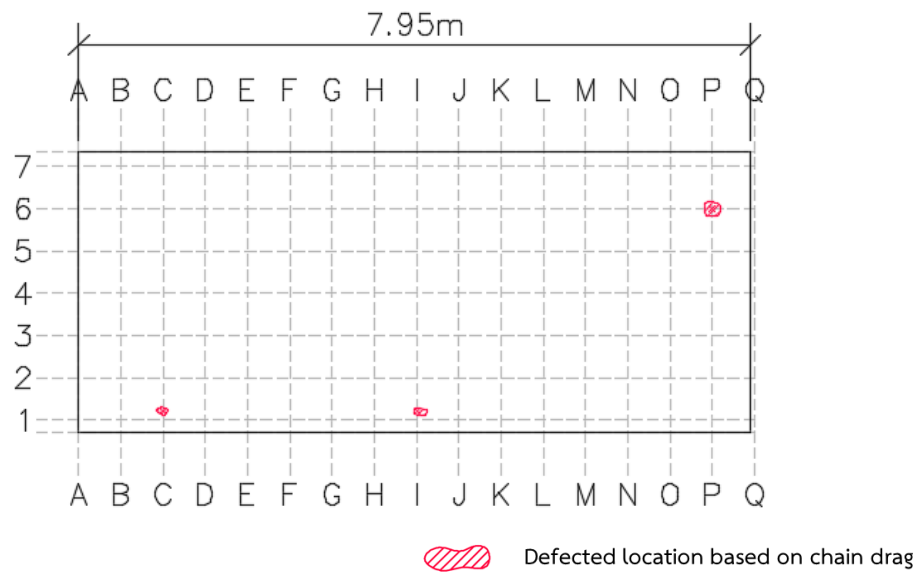 7.95m
A B C D E F G H I J K L M N O P Q
7
6
5
4
3
2
1
A B C D E F G H I J K L M N O P Q
Defected location based on chain drag